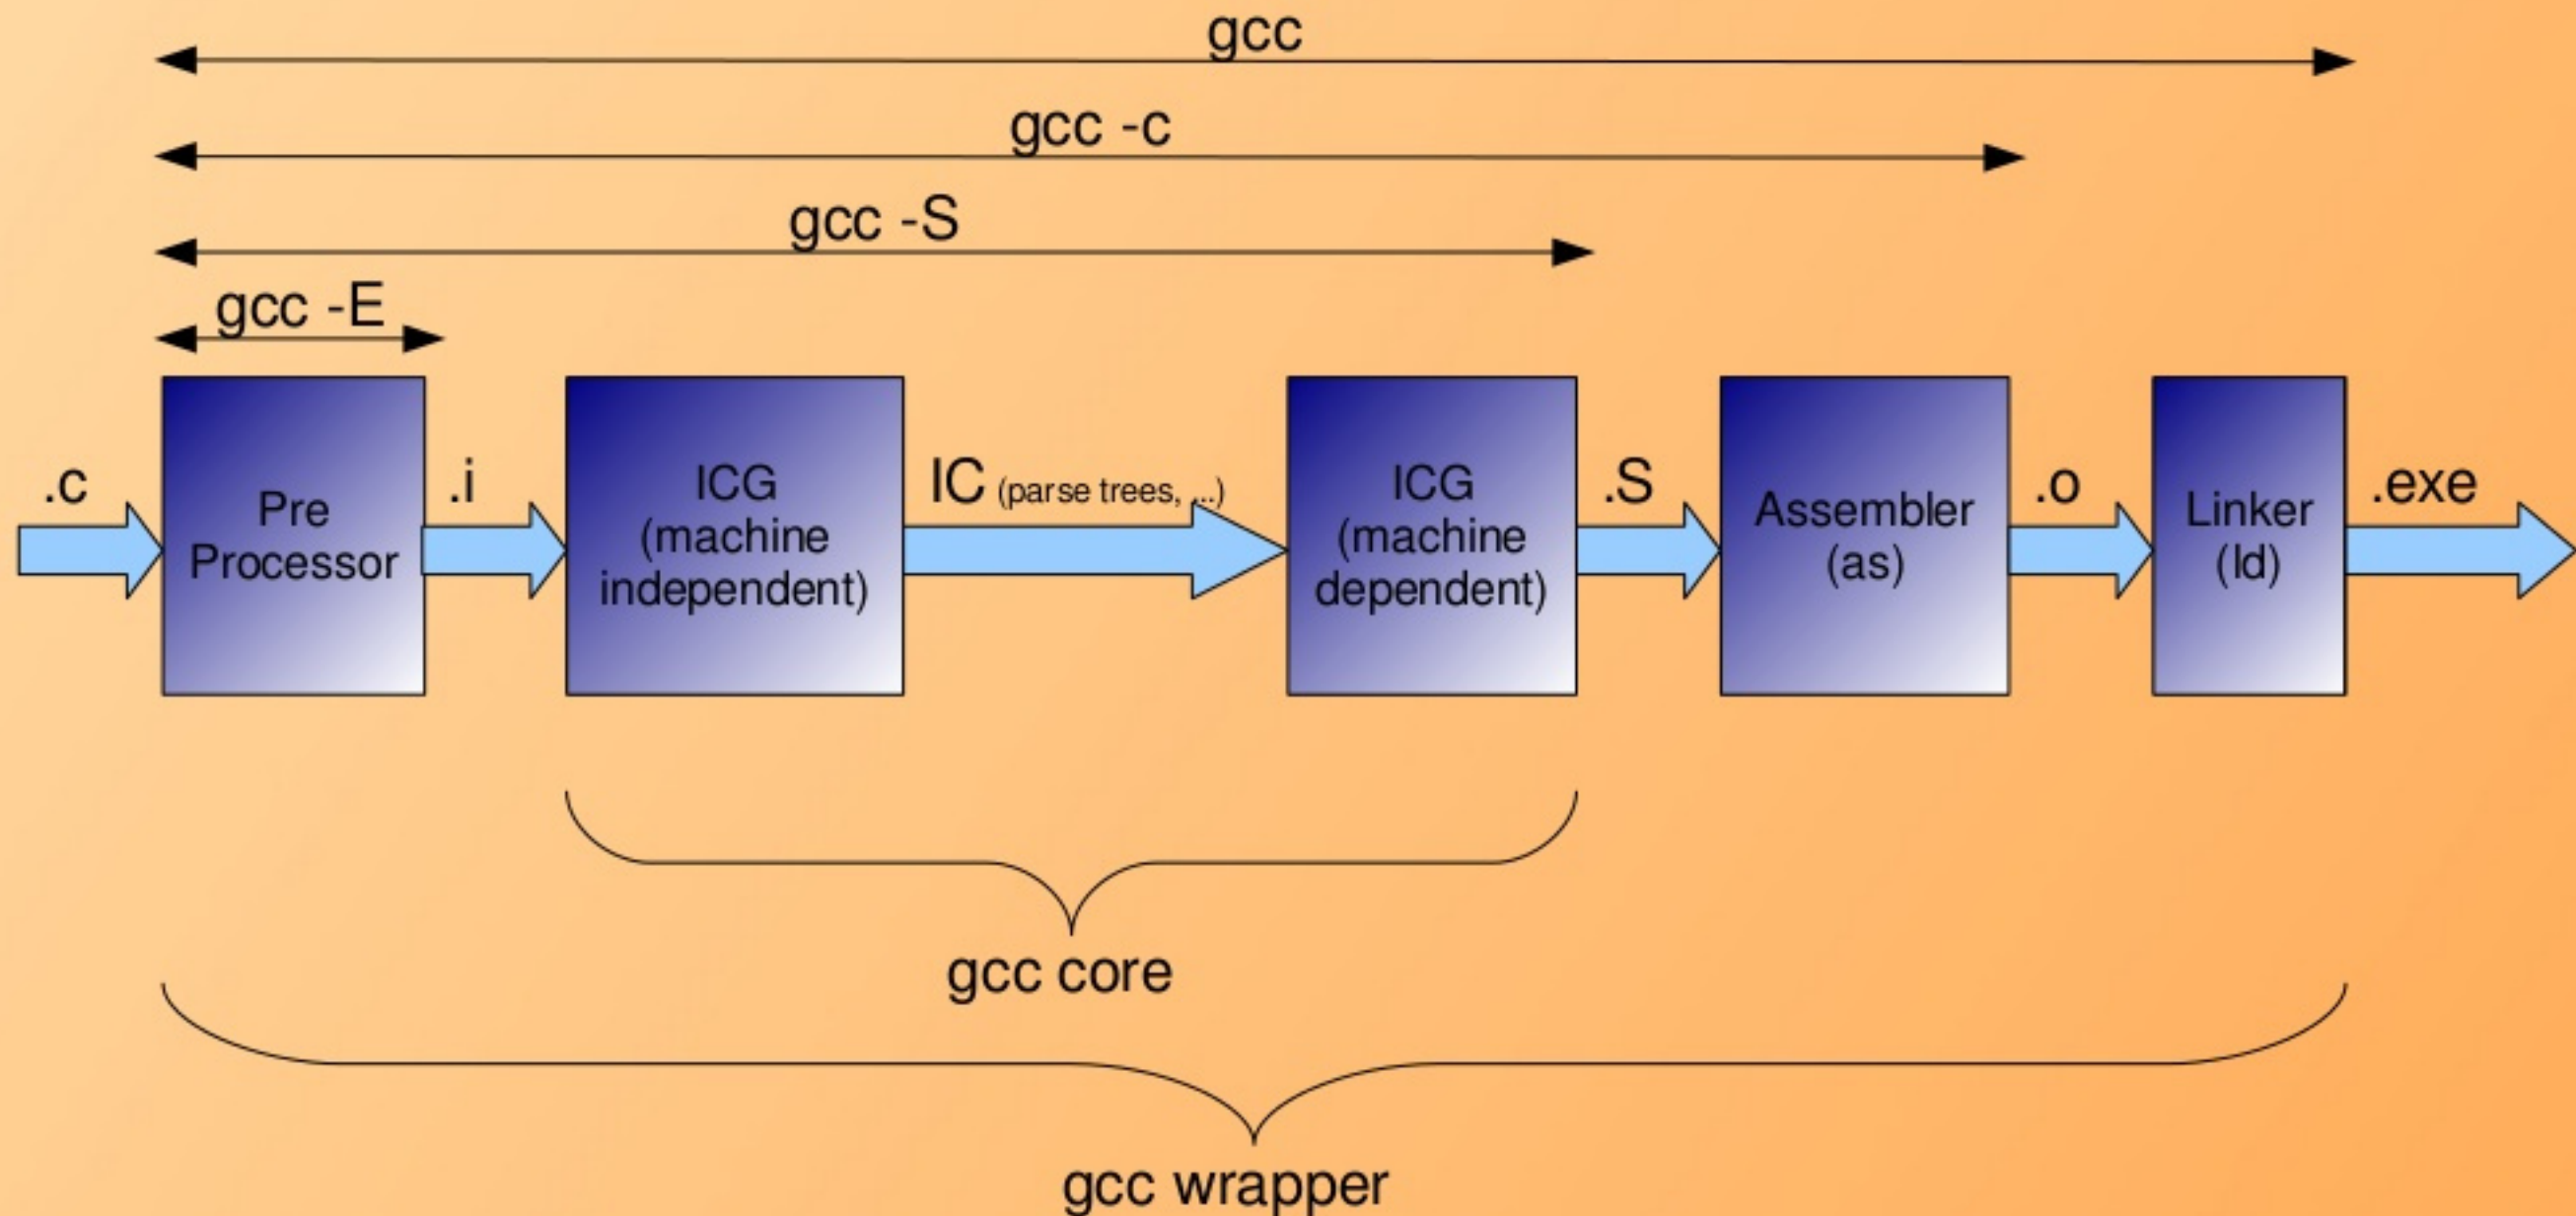 gcc
gcc -c
gcc -S
gcc -E
.c
Pre
Processor
.i
ICG
(machine
independent)
IC (parse trees, ...)
ICG
(machine
dependent)
.S
Assembler
(as)
.o
Linker
(ld)
.exe
gcc core
gcc wrapper